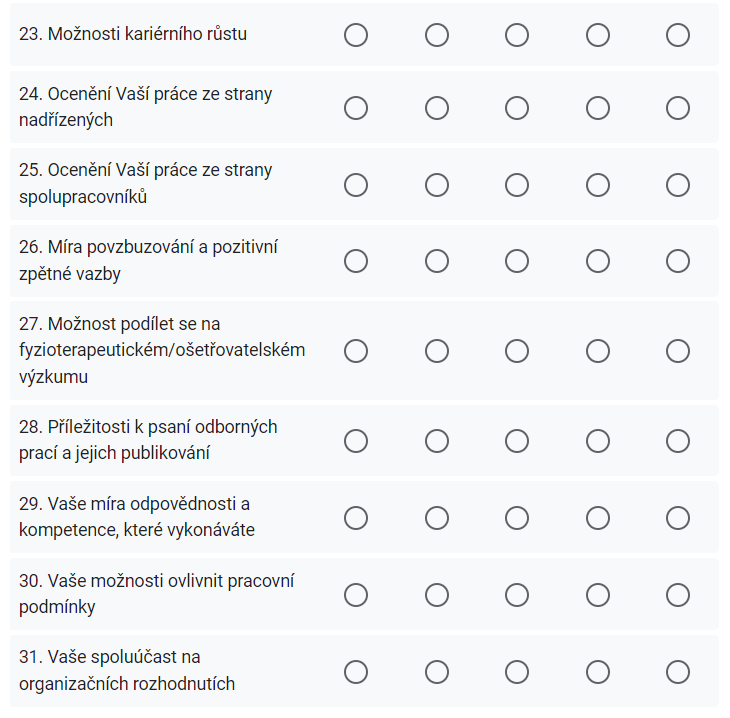 23. Možnosti kariérního růstu
24. Ocenění Vaší práce ze strany
nadřízených
25. Ocenění Vaší práce ze strany
spolupracovníků
26. Míra povzbuzování a pozitivní
zpětné vazby
27. Možnost podílet se na
fyzioterapeutickém/ošetřovatelském
výzkumu
28. Příležitosti k psaní odborných
prací a jejich publikování
29. Vaše míra odpovědnosti a
kompetence, které vykonáváte
30. Vaše možnosti ovlivnit pracovní
podmínky
31. Vaše spoluúčast na
organizačních rozhodnutích